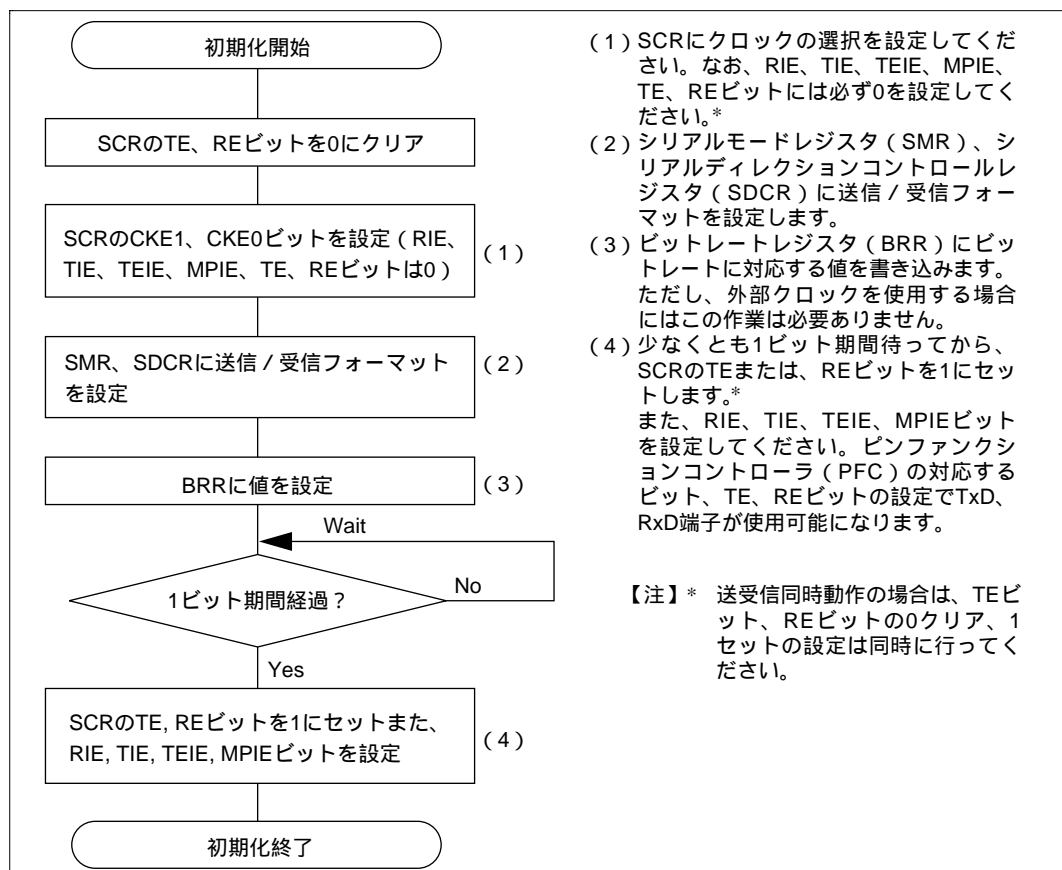 初期化開始
SCRのTE、REビットを0にクリア
SCRのCKE1、CKE0ビットを設定（RIE、
TIE、TEIE、MPIE、TE、REビットは0）
（1）
SMR、SDCRに送信／受信フォーマット
を設定
（2）
BRRに値を設定
（3）
Wait
1ビット期間経過？
No
Yes
SCRのTE, REビットを1にセットまた、
RIE, TIE, TEIE, MPIEビットを設定
（4）
初期化終了
（1）SCRにクロックの選択を設定してくだ
さい。なお、RIE、TIE、TEIE、MPIE、
TE、REビットには必ず0を設定してく
ださい。*
（2）シリアルモードレジスタ（SMR）、シ
リアルディレクションコントロールレ
ジスタ（SDCR）に送信／受信フォー
マットを設定します。
（3）ビットレートレジスタ（BRR）にビッ
トレートに対応する値を書き込みます。
ただし、外部クロックを使用する場合
にはこの作業は必要ありません。
（4）少なくとも1ビット期間待ってから、
SCRのTEまたは、REビットを1にセッ
トします。*
また、RIE、TIE、TEIE、MPIEビット
を設定してください。ピンファンクシ
ョンコントローラ（PFC）の対応する
ビット、TE、REビットの設定でTxD、
RxD端子が使用可能になります。
【注】* 送受信同時動作の場合は、TEビ
ット、REビットの0クリア、1
セットの設定は同時に行ってく
ださい。